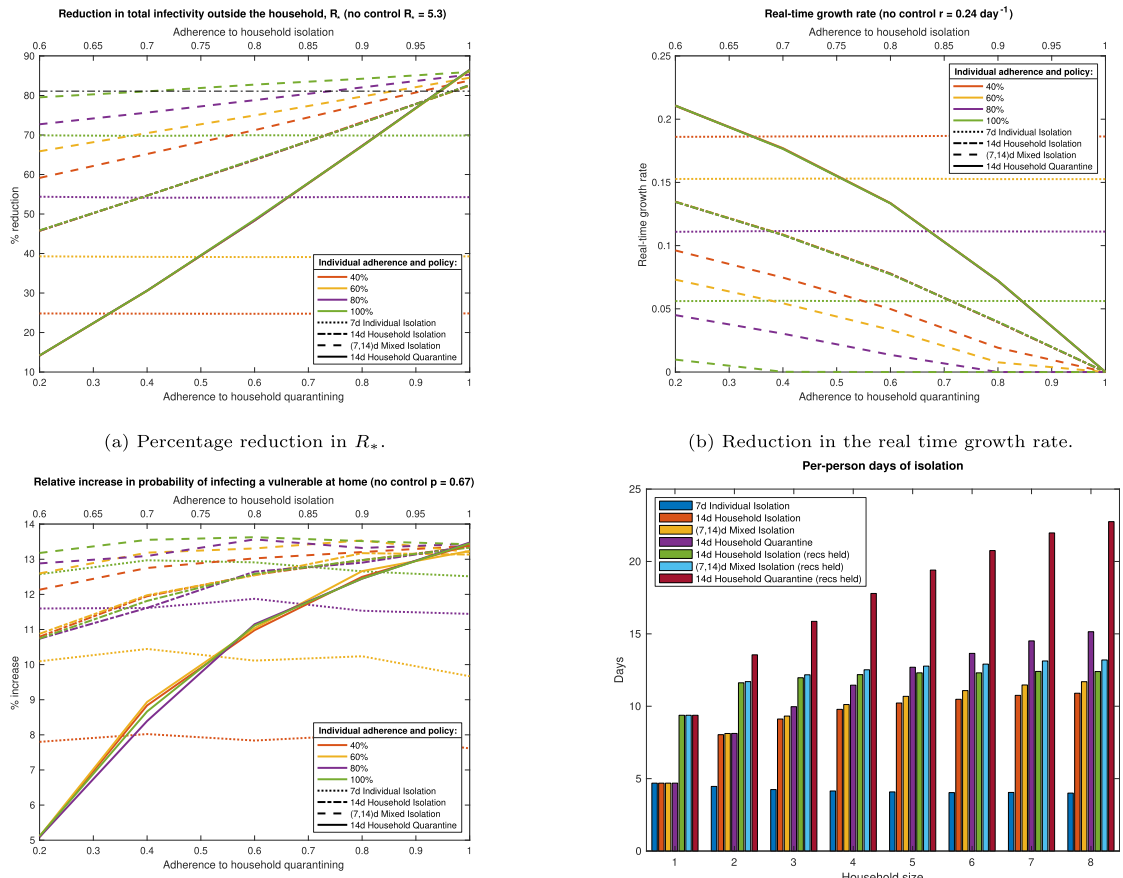 Reduction in total infectivity outside the household, R* (no control R* = 5.3)
Adherence to household isolation
0.6 0.65 0.7 0.75 0.8 0.85 0.9 0.95 1
90
80
70
60
50
40
30
20
10
% reduction
Individual adherence and policy:
40%
60%
80%
100%
7d Individual Isolation
14d Household Isolation
(7,14)d Mixed Isolation
14d Household Quarantine
0.2 0.3 0.4 0.5 0.6 0.7 0.8 0.9 1
Adherence to household quarantining
(a) Percentage reduction in R*.
Real-time growth rate (no control r = 0.24 day-1)
Adherence to household isolation
0.6 0.65 0.7 0.75 0.8 0.85 0.9 0.95 1
0.25
0.2
0.15
0.1
0.05
0
Real-time growth rate
Individual adherence and policy:
40%
60%
80%
100%
7d Individual Isolation
14d Household Isolation
(7,14)d Mixed Isolation
14d Household Quarantine
0.2 0.3 0.4 0.5 0.6 0.7 0.8 0.9 1
Adherence to household quarantining
(b) Reduction in the real time growth rate.
Relative increase in probability of infecting a vulnerable at home (no control p = 0.67)
Adherence to household isolation
0.6 0.65 0.7 0.75 0.8 0.85 0.9 0.95 1
14
13
12
11
10
9
8
7
6
5
% increase
Individual adherence and policy:
40%
60%
80%
100%
7d Individual Isolation
14d Household Isolation
(7,14)d Mixed Isolation
14d Household Quarantine
0.2 0.3 0.4 0.5 0.6 0.7 0.8 0.9 1
Adherence to household quarantining
Per-person days of isolation
25
20
15
10
5
0
Days
7d Individual Isolation
14d Household Isolation
(7,14)d Mixed Isolation
14d Household Quarantine
14d Household Isolation (recs held)
(7,14)d Mixed Isolation (recs held)
14d Household Quarantine (recs held)
1 2 3 4 5 6 7 8
Household size